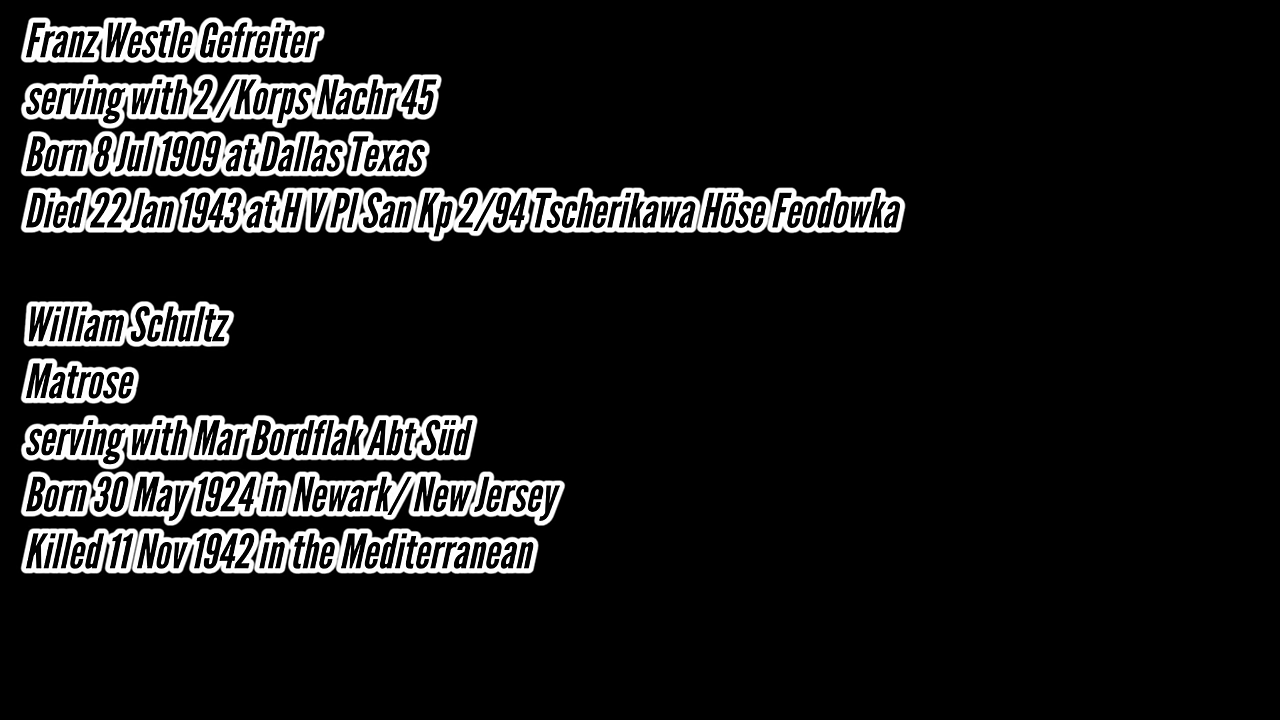 Franz Westle Gefreiter
serving with 2 /Korps Nachr 45
Born 8 Jul 1909 at Dallas Texas
Died 22 Jan 1943 at H V Pl San Kp 2/94 Tscherikawa Höse Feodowka
William Schultz
Matrose
serving with Mar Bordflak Abt Süd
Born 30 May 1924 in Newark/ New Jersey
Killed 11 Nov 1942 in the Mediterranean